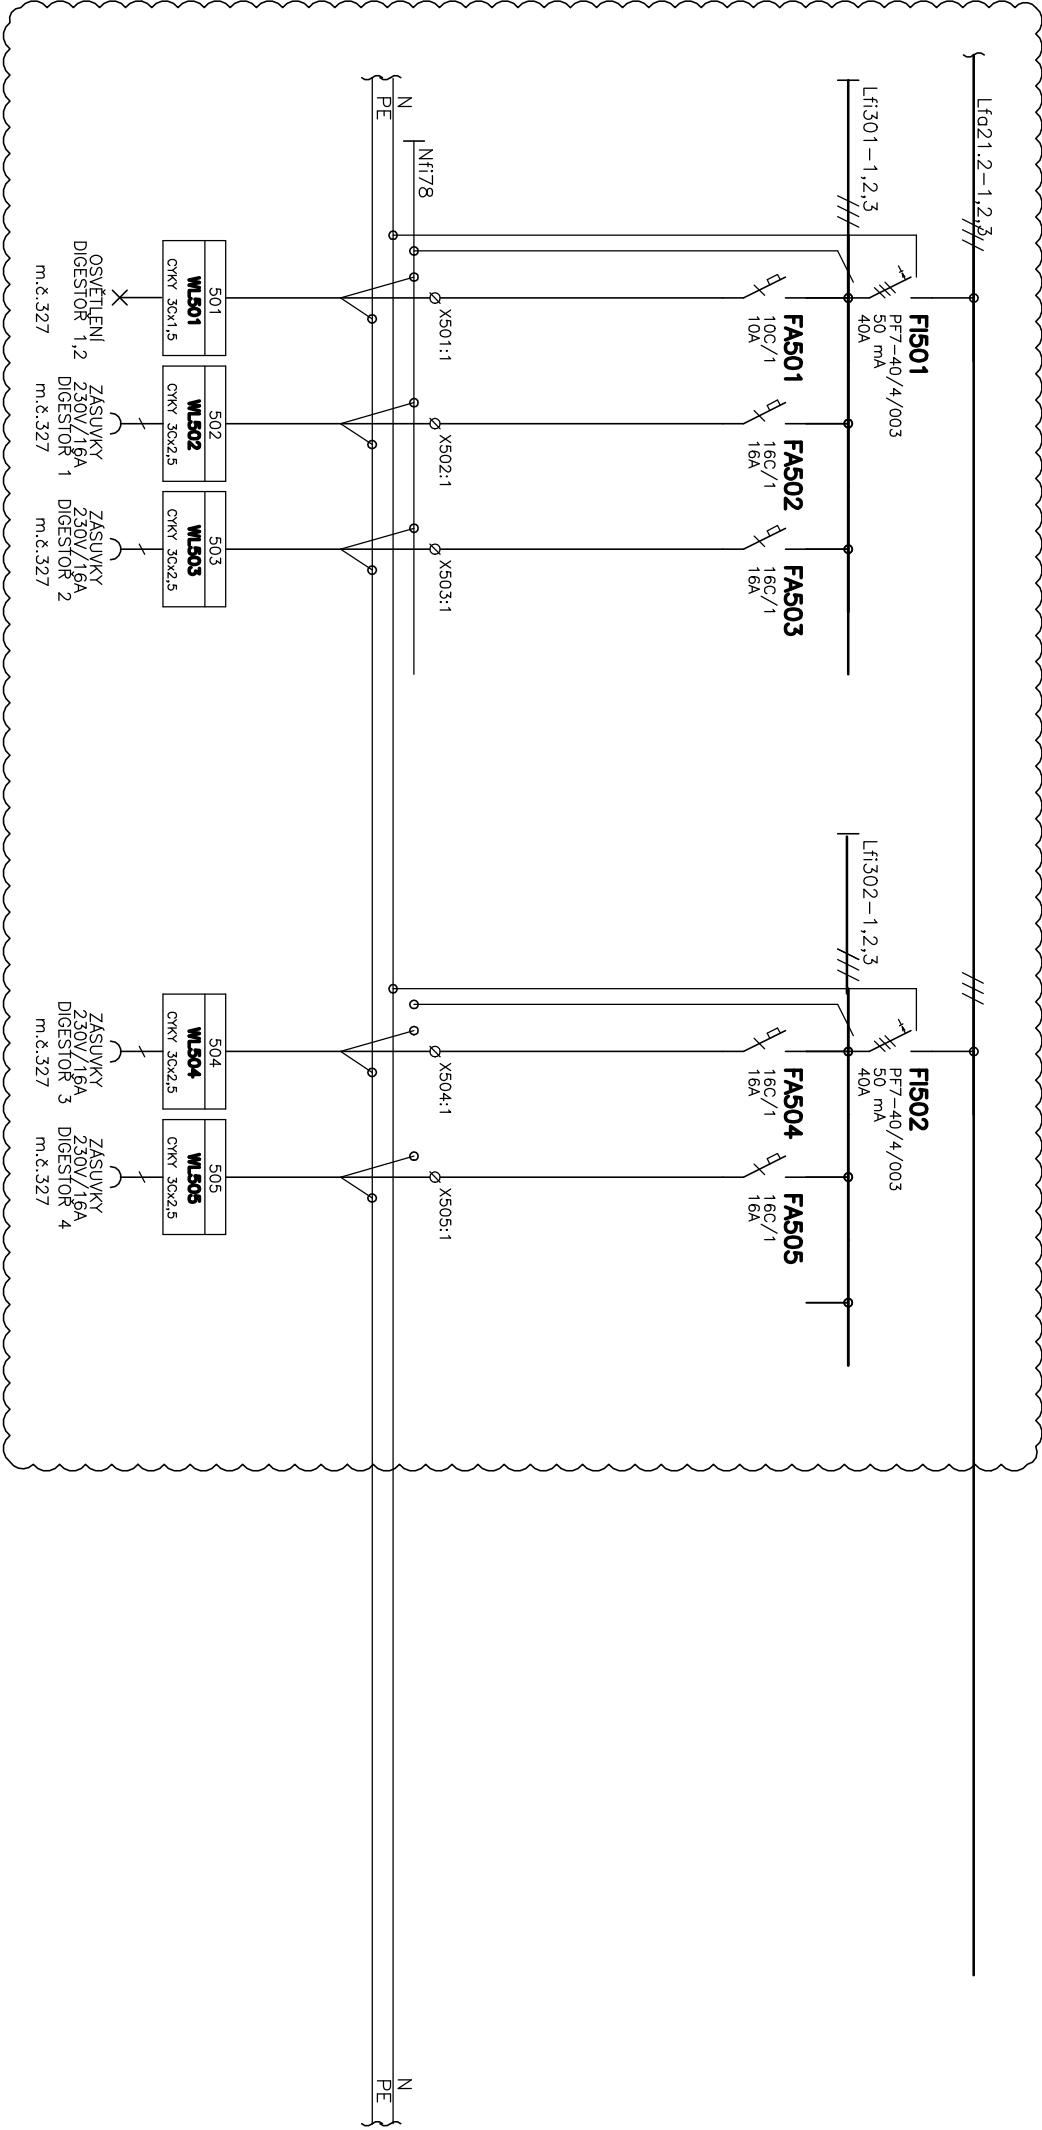 Lfa21.2-1,2,3
Lfi301-1,2,3
FI501
PF7-40/4/003
50 mA
40A
FA501
10C/1
10A
FA502
16C/1
16A
FA503
16C/1
16A
Lfi302-1,2,3
FI502
PF7-40/4/003
50 mA
40A
FA504
16C/1
16A
FA505
16C/1
16A
Nfi78
N
PE
X501:1
X502:1
X503:1
X504:1
X505:1
N
PE
501
WL501
CYKY 3Cx1,5
502
WL502
CYKY 3Cx2,5
503
WL503
CYKY 3Cx2,5
504
WL504
CYKY 3Cx2,5
505
WL505
CYKY 3Cx2,5
OSVĚTLENÍ
DIGESTOŘ 1,2
m.č.327
ZÁSUVKY
230V/16A
DIGESTOŘ 1
m.č.327
ZÁSUVKY
230V/16A
DIGESTOŘ 2
m.č.327
ZÁSUVKY
230V/16A
DIGESTOŘ 3
m.č.327
ZÁSUVKY
230V/16A
DIGESTOŘ 4
m.č.327